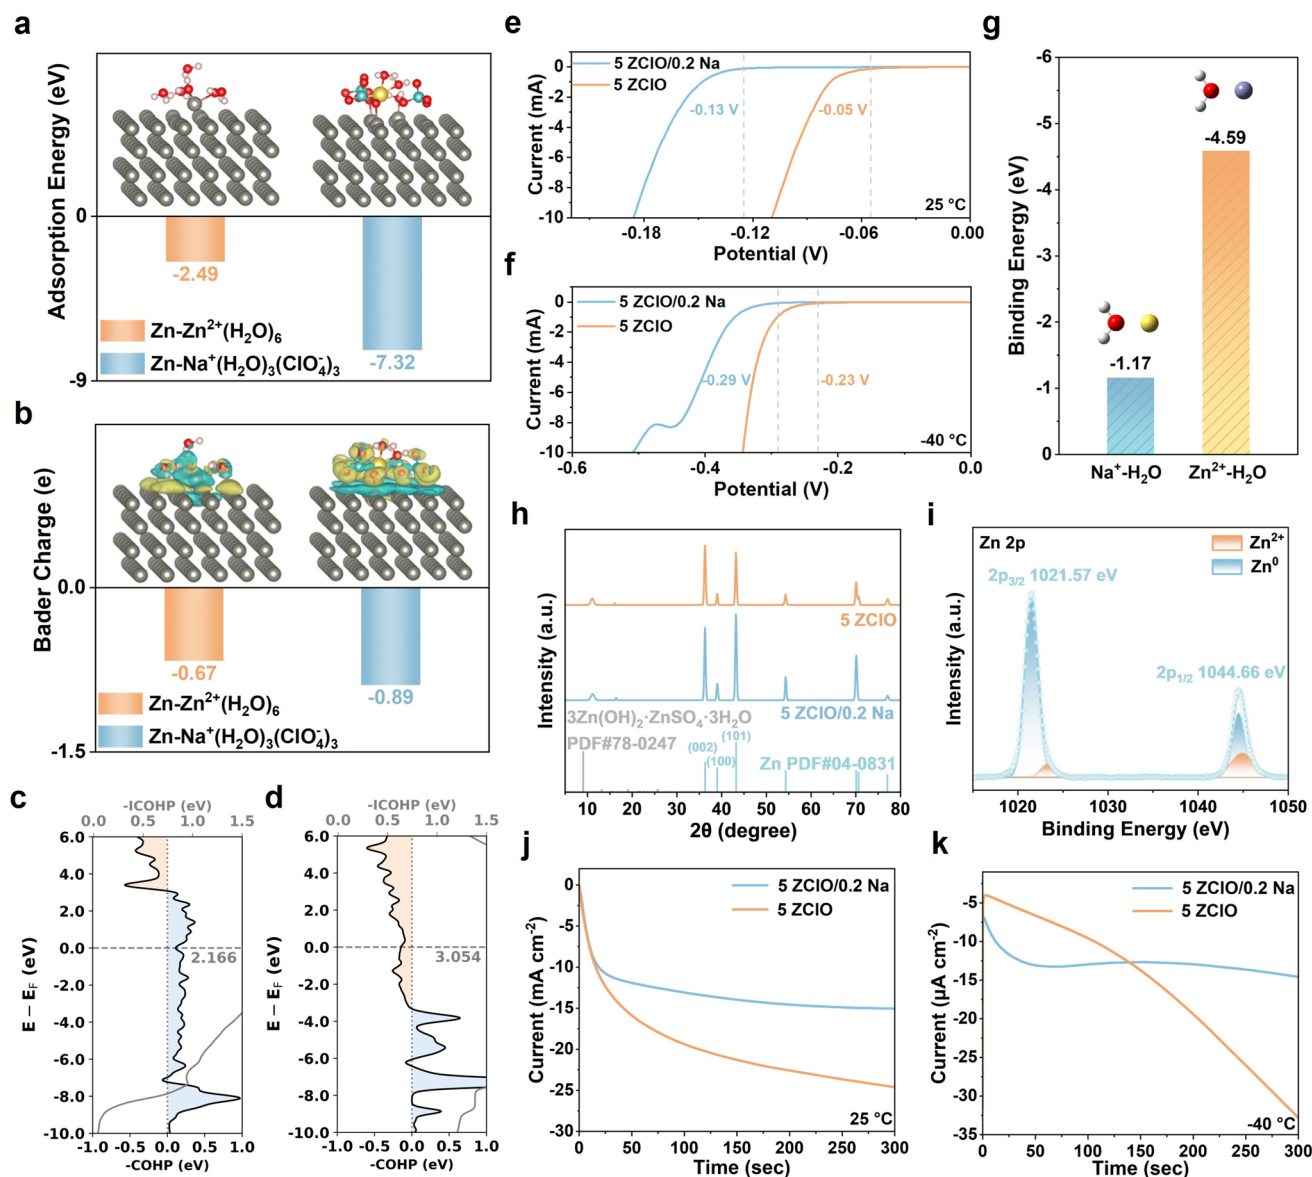 a
Adsorption Energy (eV)
0
-9
-2.49
-7.32
Zn-Zn²⁺(H₂O)₆
Zn-Na⁺(H₂O)₃(ClO₄⁻)₃
b
Bader Charge (e)
0.0
-1.5
-0.67
-0.89
Zn-Zn²⁺(H₂O)₆
Zn-Na⁺(H₂O)₃(ClO₄⁻)₃
c
-ICOHP (eV)
0.0 0.5 1.0 1.5
E − E_F (eV)
6.0
4.0
2.0
0.0
-2.0
-4.0
-6.0
-8.0
-10.0
2.166
-1.0 -0.5 0.0 0.5 1.0
-COHP (eV)
d
-ICOHP (eV)
0.0 0.5 1.0 1.5
E − E_F (eV)
6.0
4.0
2.0
0.0
-2.0
-4.0
-6.0
-8.0
-10.0
3.054
-1.0 -0.5 0.0 0.5 1.0
-COHP (eV)
e
Current (mA)
0
-2
-4
-6
-8
-10
5 ZClO/0.2 Na
5 ZClO
-0.13 V
-0.05 V
25 °C
-0.18 -0.12 -0.06 0.00
Potential (V)
f
Current (mA)
0
-2
-4
-6
-8
-10
5 ZClO/0.2 Na
5 ZClO
-0.29 V
-0.23 V
-40 °C
-0.6 -0.4 -0.2 0.0
Potential (V)
g
Binding Energy (eV)
-6
-5
-4
-3
-2
-1
0
-1.17
-4.59
Na⁺-H₂O
Zn²⁺-H₂O
h
Intensity (a.u.)
5 ZClO
5 ZClO/0.2 Na
3Zn(OH)₂·ZnSO₄·3H₂O
PDF#78-0247
(002)
(100)
(101)
Zn PDF#04-0831
10 20 30 40 50 60 70 80
2θ (degree)
i
Intensity (a.u.)
Zn 2p
Zn²⁺
Zn⁰
2p₃/₂ 1021.57 eV
2p₁/₂ 1044.66 eV
1020 1030 1040 1050
Binding Energy (eV)
j
Current (mA cm⁻²)
0
-5
-10
-15
-20
-25
-30
5 ZClO/0.2 Na
5 ZClO
25 °C
0 50 100 150 200 250 300
Time (sec)
k
Current (µA cm⁻²)
-5
-10
-15
-20
-25
-30
-35
5 ZClO/0.2 Na
5 ZClO
-40 °C
0 50 100 150 200 250 300
Time (sec)